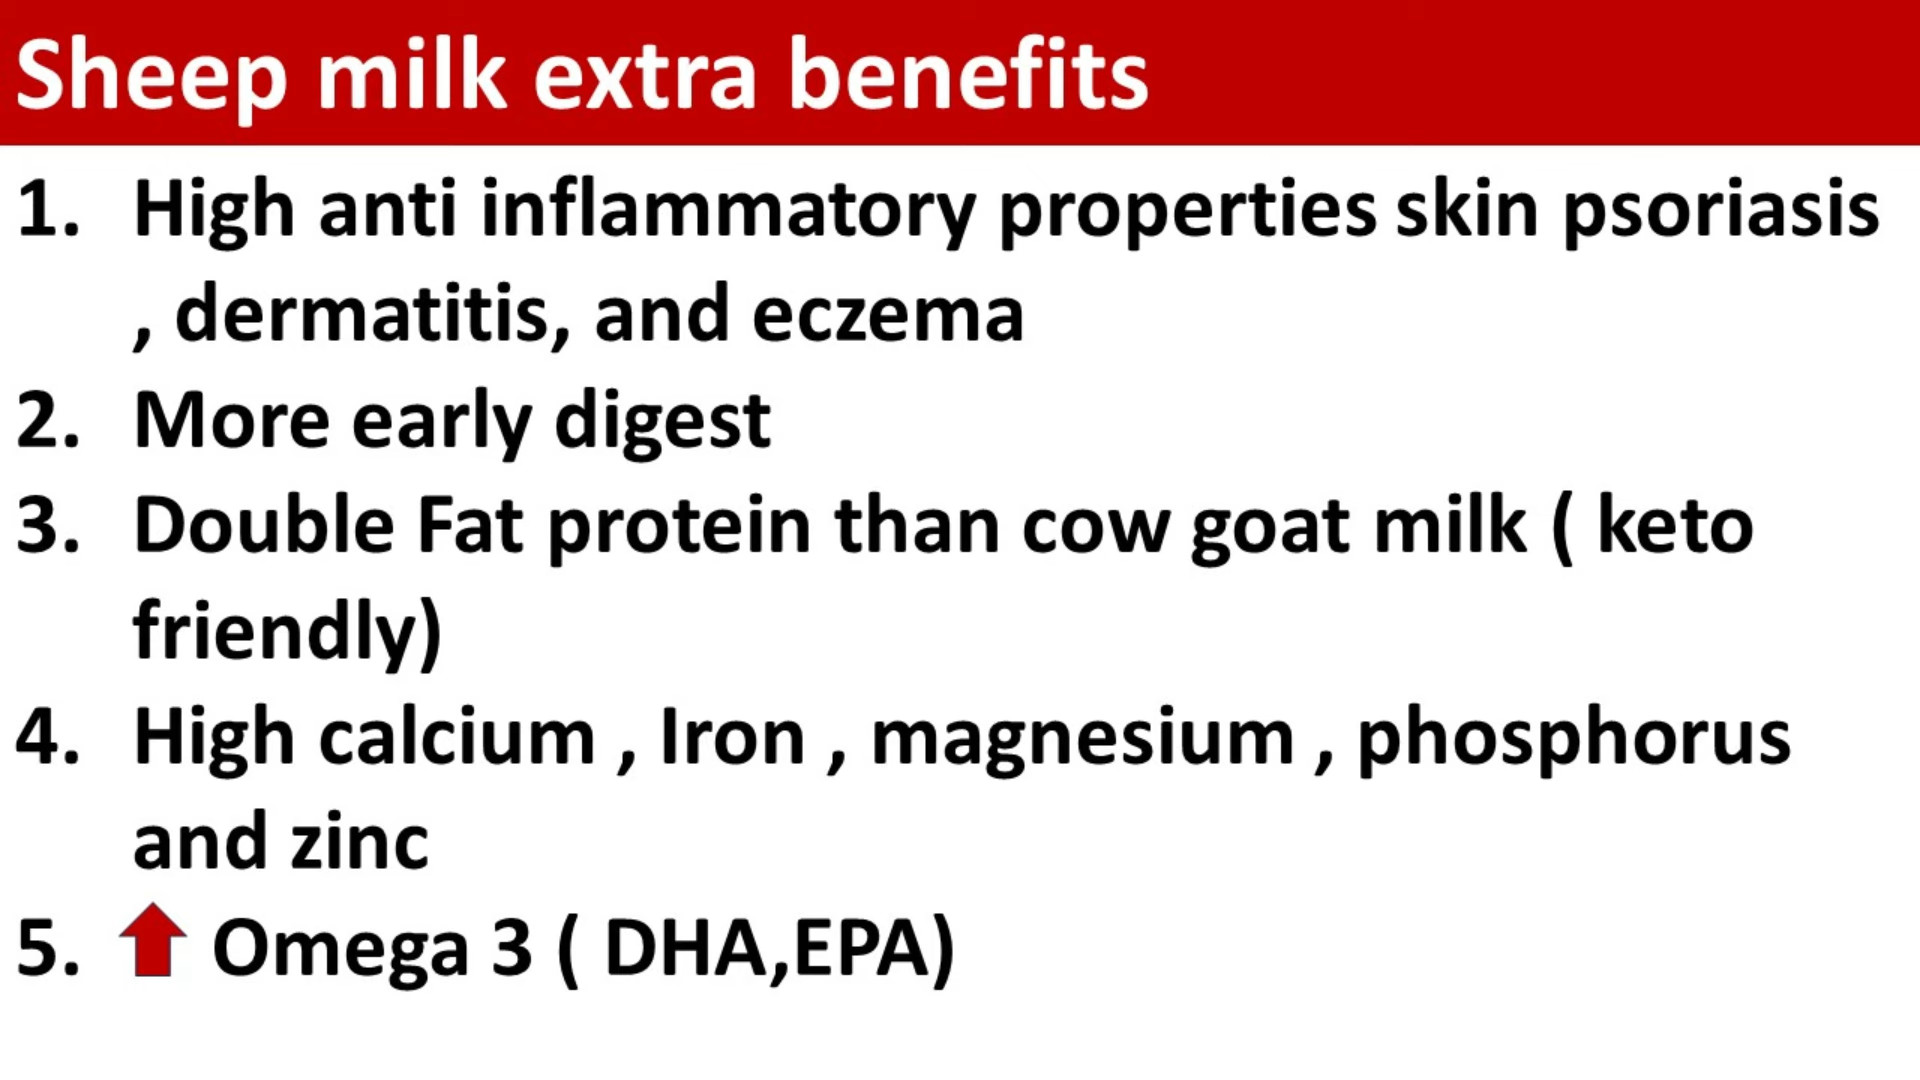 Sheep milk extra benefits
1. High anti inflammatory properties skin psoriasis
, dermatitis, and eczema
2. More early digest
3. Double Fat protein than cow goat milk ( keto
friendly)
4. High calcium , Iron , magnesium , phosphorus
and zinc
5. Omega 3 ( DHA,EPA)